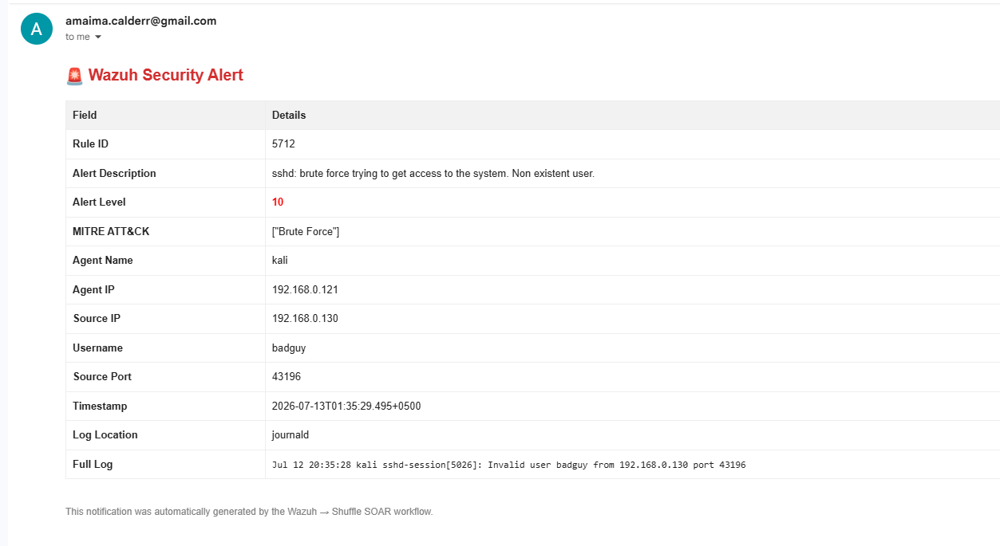 A
amaima.calderr@gmail.com
to me
🚨 Wazuh Security Alert
Field Details
Rule ID 5712
Alert Description sshd: brute force trying to get access to the system. Non existent user.
Alert Level 10
MITRE ATT&CK ["Brute Force"]
Agent Name kali
Agent IP 192.168.0.121
Source IP 192.168.0.130
Username badguy
Source Port 43196
Timestamp 2026-07-13T01:35:29.495+0500
Log Location journald
Full Log Jul 12 20:35:28 kali sshd-session[5026]: Invalid user badguy from 192.168.0.130 port 43196
This notification was automatically generated by the Wazuh → Shuffle SOAR workflow.